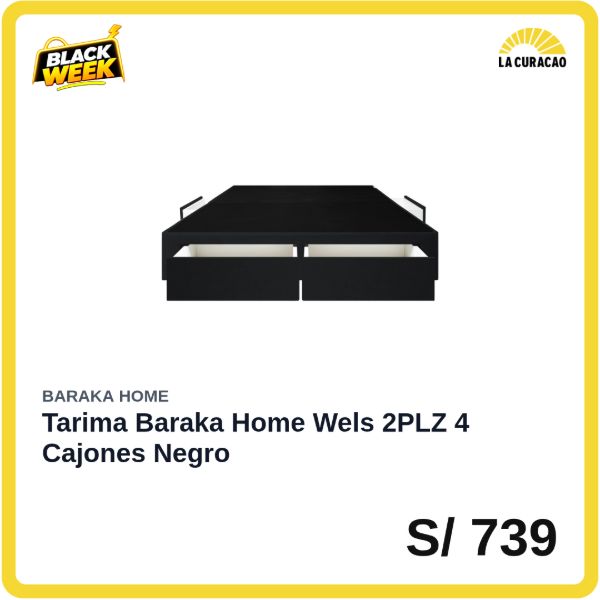 BLACK
WEEK
LA CURACAO
BARAKA HOME
Tarima Baraka Home Wels 2PLZ 4
Cajones Negro
S/ 739